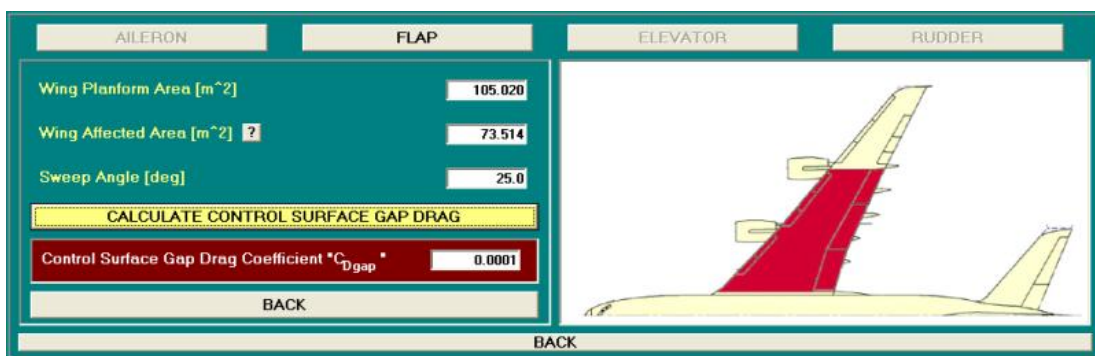 AILERON FLAP ELEVATOR RUDDER
Wing Planform Area [m^2] 105.020
Wing Affected Area [m^2] ? 73.514
Sweep Angle [deg] 25.0
CALCULATE CONTROL SURFACE GAP DRAG
Control Surface Gap Drag Coefficient "CDgap" 0.0001
BACK
BACK